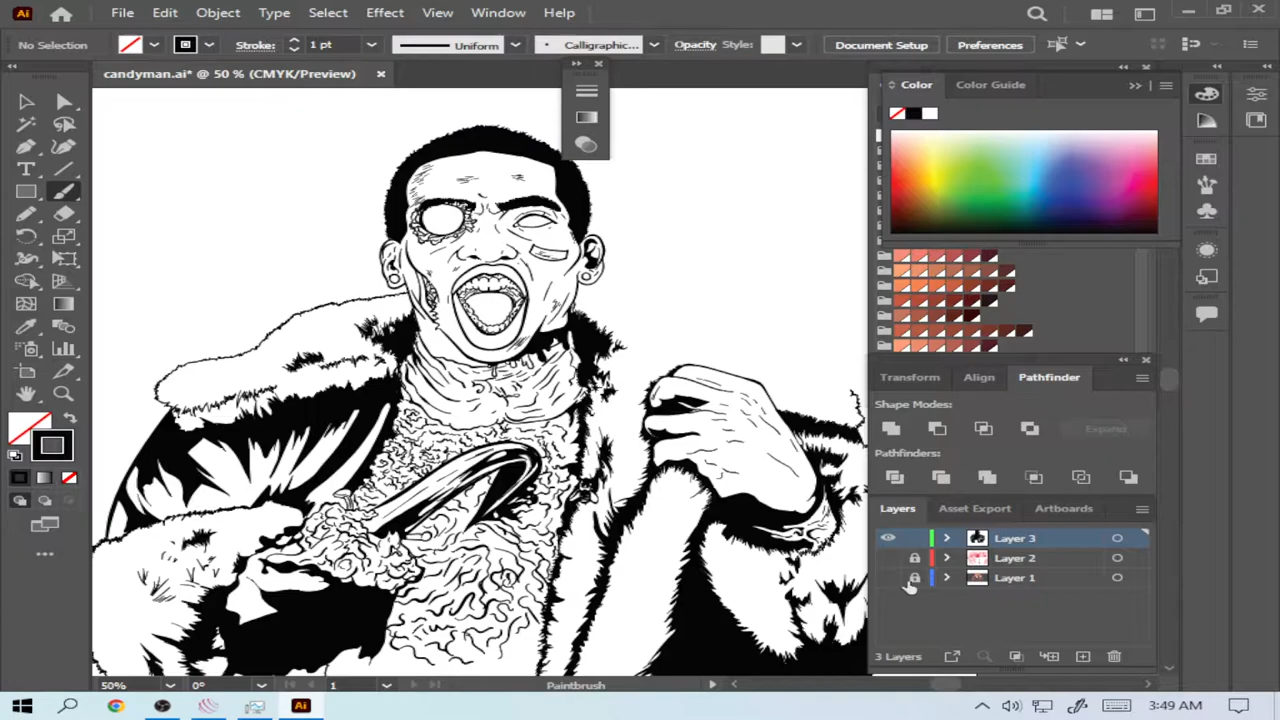 Ai File Edit Object Type Select Effect View Window Help
No Selection Stroke: 1 pt Uniform Calligraphic... Opacity Style: Document Setup Preferences
candyman.ai* @ 50 % (CMYK/Preview)
Color Color Guide
Transform Align Pathfinder
Shape Modes:
Expand
Pathfinders:
Layers Asset Export Artboards
Layer 3
Layer 2
Layer 1
3 Layers
50% 0° 1 Paintbrush
Ai 3:49 AM